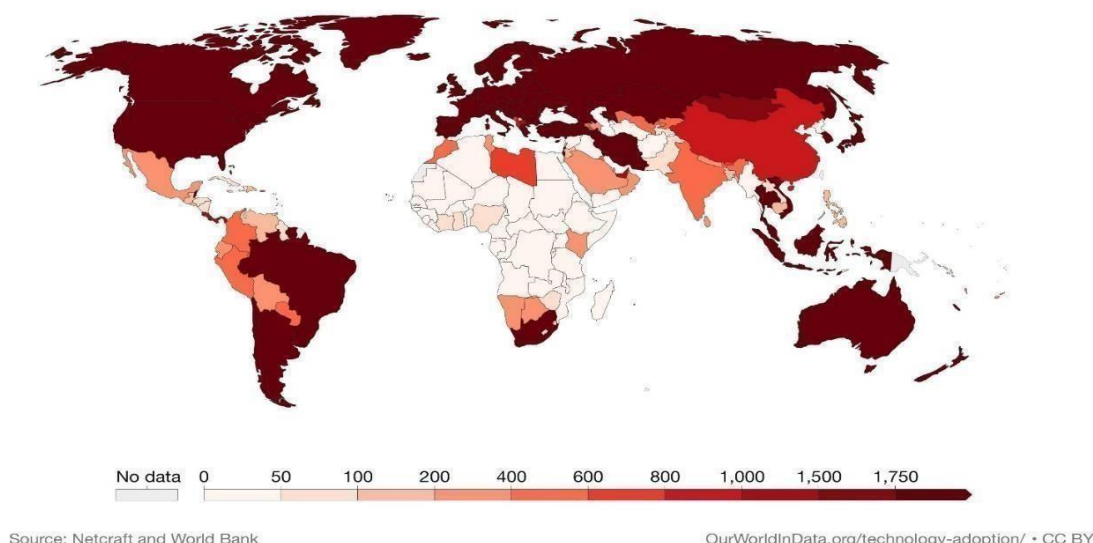 No data 0 50 100 200 400 600 800 1,000 1,500 1,750
Source: Netcraft and World Bank
OurWorldInData.org/technology-adoption/ • CC BY